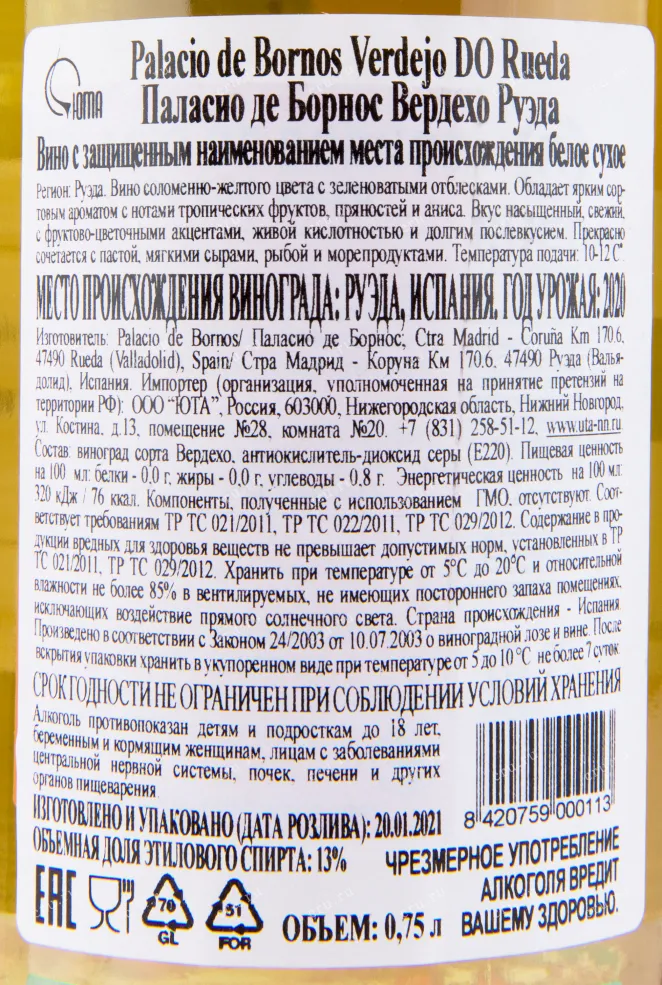 Palacio de Bornos Verdejo DO Rueda
ЮТА
Паласио де Борнос Вердехо Руэда
Вино с защищенным наименованием места происхождения белое сухое
Регион: Руэда. Вино соломенно-желтого цвета с зеленоватыми отблесками. Обладает ярким сор-
товым ароматом с нотами тропических фруктов, пряностей и аниса. Вкус насыщенный, свежий,
с фруктово-цветочными акцентами, живой кислотностью и долгим послевкусием. Прекрасно
сочетается с пастой, мягкими сырами, рыбой и морепродуктами. Температура подачи: 10-12 С°.
МЕСТО ПРОИСХОЖДЕНИЯ ВИНОГРАДА: РУЭДА, ИСПАНИЯ. ГОД УРОЖАЯ: 2020
Изготовитель: Palacio de Bornos/ Паласио де Борнос, Ctra Madrid - Coruña Km 170.6.
47490 Rueda (Valladolid), Spain/ Стра Мадрид - Коруна Км 170.6. 47490 Руэда (Валья-
долид), Испания. Импортер (организация, уполномоченная на принятие претензий на
территории РФ): ООО “ЮТА”, Россия, 603000, Нижегородская область, Нижний Новгород,
ул. Костина, д.13, помещение №28, комната №20. +7 (831) 258-51-12, www.uta-nn.ru
Состав: виноград сорта Вердехо, антиокислитель-диоксид серы (Е220). Пищевая ценность
на 100 мл: белки - 0,0 г, жиры - 0,0 г, углеводы - 0,8 г. Энергетическая ценность на 100 мл:
320 кДж / 76 ккал. Компоненты, полученные с использованием ГМО, отсутствуют. Соот-
ветствует требованиям ТР ТС 021/2011, ТР ТС 022/2011, ТР ТС 029/2012. Содержание в про-
дукции вредных для здоровья веществ не превышает допустимых норм, установленных в ТР
ТС 021/2011, ТР ТС 029/2012. Хранить при температуре от 5°С до 20°С и относительной
влажности не более 85% в вентилируемых, не имеющих постороннего запаха помещениях,
исключающих воздействие прямого солнечного света. Страна происхождения - Испания
Произведено в соответствии с Законом 24/2003 от 10.07.2003 о виноградной лозе и вине. После
вскрытия упаковки хранить в укупоренном виде при температуре от 5 до 10 °С не более 7 суток
СРОК ГОДНОСТИ НЕ ОГРАНИЧЕН ПРИ СОБЛЮДЕНИИ УСЛОВИЙ ХРАНЕНИЯ
Алкоголь противопоказан детям и подросткам до 18 лет,
беременным и кормящим женщинам, лицам с заболеваниями
центральной нервной системы, почек, печени и других
органов пищеварения.
ИЗГОТОВЛЕНО И УПАКОВАНО (ДАТА РОЗЛИВА): 20.01.2021
8 420759 000113
ОБЪЕМНАЯ ДОЛЯ ЭТИЛОВОГО СПИРТА: 13%
ЧРЕЗМЕРНОЕ УПОТРЕБЛЕНИЕ
АЛКОГОЛЯ ВРЕДИТ
ВАШЕМУ ЗДОРОВЬЮ.
EAC
70
GL
51
FOR
ОБЪЕМ: 0,75 л